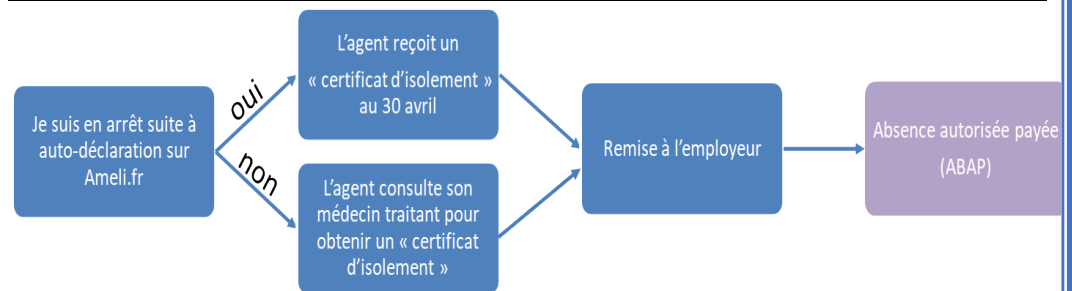 Je suis en arrêt suite à
auto-déclaration sur
Ameli.fr
oui
L'agent reçoit un
« certificat d'isolement »
au 30 avril
non
L'agent consulte son
médecin traitant pour
obtenir un « certificat
d'isolement »
Remise à l'employeur
Absence autorisée payée
(ABAP)